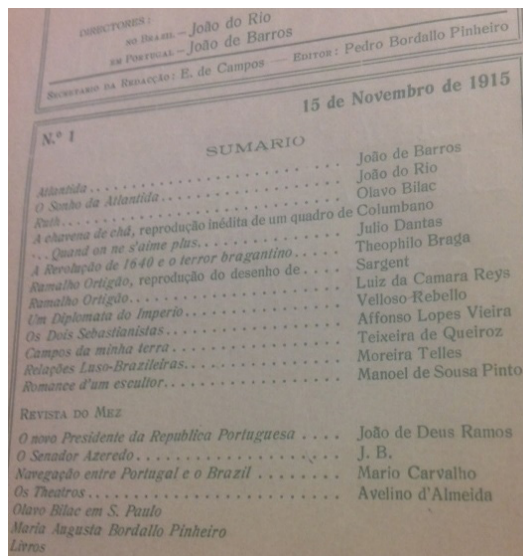 DIRECTORES:
NO BRASIL — João do Rio
EM PORTUGAL — João de Barros
SECRETARIO DA REDACÇÃO: E. de Campos — EDITOR: Pedro Bordallo Pinheiro
N.º 1
15 de Novembro de 1915
SUMARIO
Atlantida . . . . João de Barros
O Sonho da Atlantida . . . . João do Rio
Ruth . . . . Olavo Bilac
A chavena de chá, reprodução inédita de um quadro de Columbano
...Quand on ne s'aime plus. . . . Julio Dantas
A Revolução de 1640 e o terror bragantino . . . . Theophilo Braga
Ramalho Ortigão, reprodução do desenho de . . . . Sargent
Ramalho Ortigão . . . . Luiz da Camara Reys
Um Diplomata do Imperio . . . . Velloso Rebello
Os Dois Sebastianistas . . . . Affonso Lopes Vieira
Campos da minha terra . . . . Teixeira de Queiroz
Relações Luso-Brazileiras . . . . Moreira Telles
Romance d'um escultor . . . . Manoel de Sousa Pinto
REVISTA DO MEZ
O novo Presidente da Republica Portuguesa . . . . João de Deus Ramos
O Senador Azeredo . . . . J. B.
Navegação entre Portugal e o Brazil . . . . Mario Carvalho
Os Theatros . . . . Avelino d'Almeida
Olavo Bilac em S. Paulo
Maria Augusta Bordallo Pinheiro
Livros